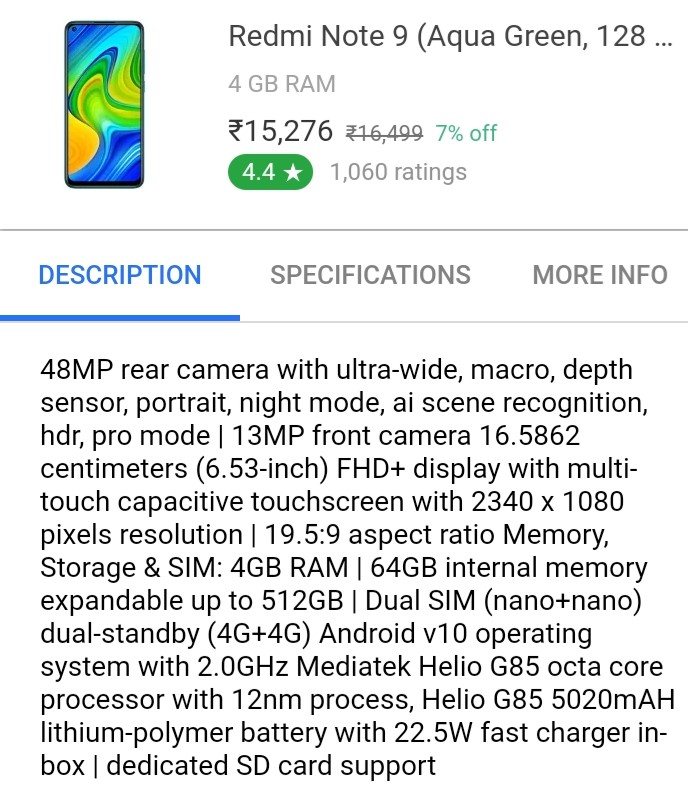 Redmi Note 9 (Aqua Green, 128 ...
4 GB RAM
₹15,276 ₹16,499 7% off
4.4 ★ 1,060 ratings
DESCRIPTION SPECIFICATIONS MORE INFO
48MP rear camera with ultra-wide, macro, depth
sensor, portrait, night mode, ai scene recognition,
hdr, pro mode | 13MP front camera 16.5862
centimeters (6.53-inch) FHD+ display with multi-
touch capacitive touchscreen with 2340 x 1080
pixels resolution | 19.5:9 aspect ratio Memory,
Storage & SIM: 4GB RAM | 64GB internal memory
expandable up to 512GB | Dual SIM (nano+nano)
dual-standby (4G+4G) Android v10 operating
system with 2.0GHz Mediatek Helio G85 octa core
processor with 12nm process, Helio G85 5020mAH
lithium-polymer battery with 22.5W fast charger in-
box | dedicated SD card support